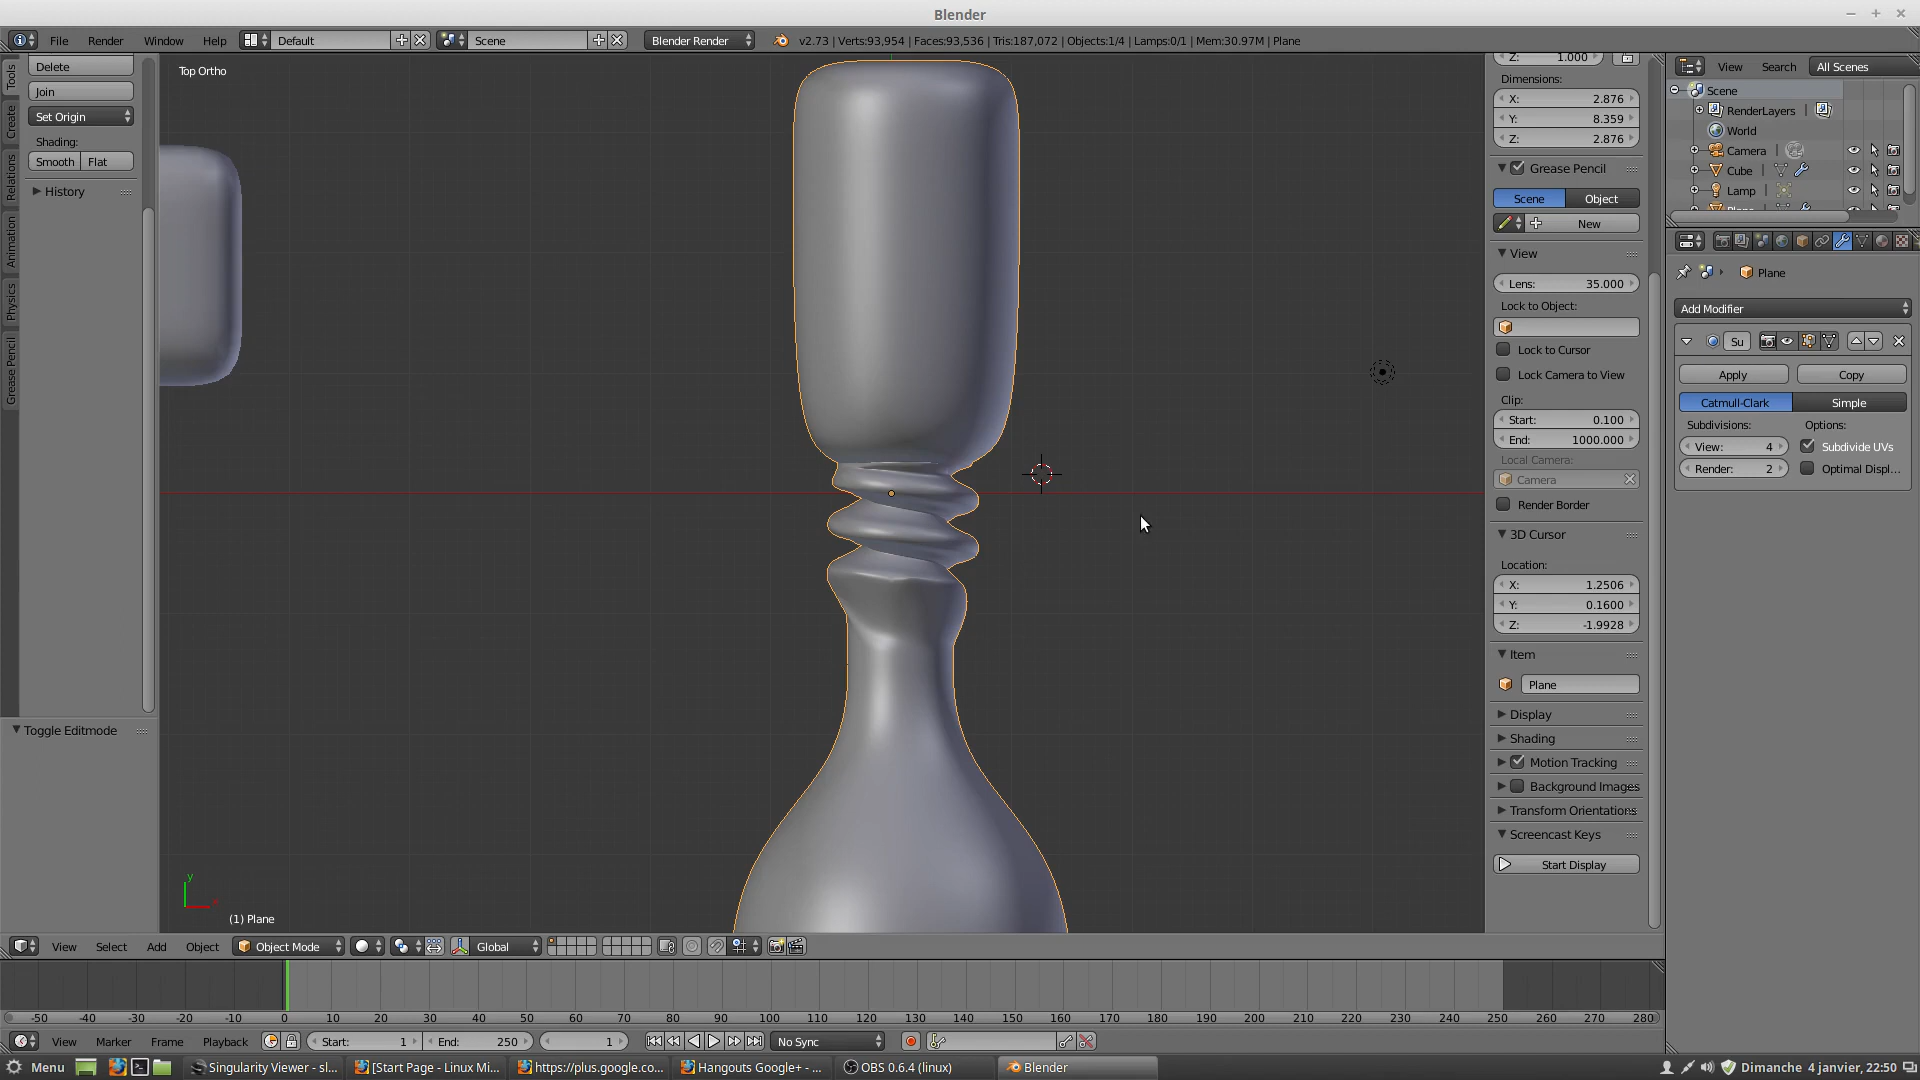 Blender
File Render Window Help Default Scene Blender Render v2.73 | Verts:93,954 | Faces:93,536 | Tris:187,072 | Objects:1/4 | Lamps:0/1 | Mem:30.97M | Plane
Tools
Create
Relations
Animation
Physics
Grease Pencil
Delete
Join
Set Origin
Shading:
Smooth Flat
History
Toggle Editmode
Top Ortho
y
(1) Plane
Z: 1.000
Dimensions:
X: 2.876
Y: 8.359
Z: 2.876
Grease Pencil
Scene Object
New
View
Lens: 35.000
Lock to Object:
Lock to Cursor
Lock Camera to View
Clip:
Start: 0.100
End: 1000.000
Local Camera:
Camera
Render Border
3D Cursor
Location:
X: 1.2506
Y: 0.1600
Z: -1.9928
Item
Plane
Display
Shading
Motion Tracking
Background Images
Transform Orientations
Screencast Keys
Start Display
View Search All Scenes
Scene
RenderLayers
World
Camera
Cube
Lamp
Plane
Add Modifier
Su
Apply Copy
Catmull-Clark Simple
Subdivisions: Options:
View: 4 Subdivide UVs
Render: 2 Optimal Displ...
View Select Add Object Object Mode Global
-50 -40 -30 -20 -10 0 10 20 30 40 50 60 70 80 90 100 110 120 130 140 150 160 170 180 190 200 210 220 230 240 250 260 270 280
View Marker Frame Playback Start: 1 End: 250 1 No Sync
Menu Singularity Viewer - sl... [Start Page - Linux Mi... https://plus.google.co... Hangouts Google+ - ... OBS 0.6.4 (linux) Blender Dimanche 4 janvier, 22:50